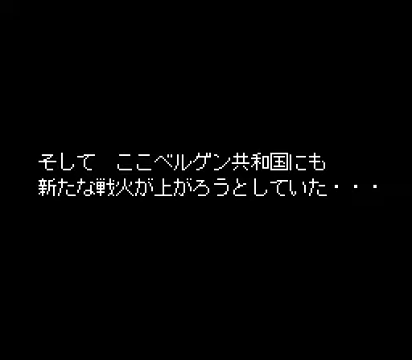 そして　ここベルゲン共和国にも
新たな戦火が上がろうとしていた・・・